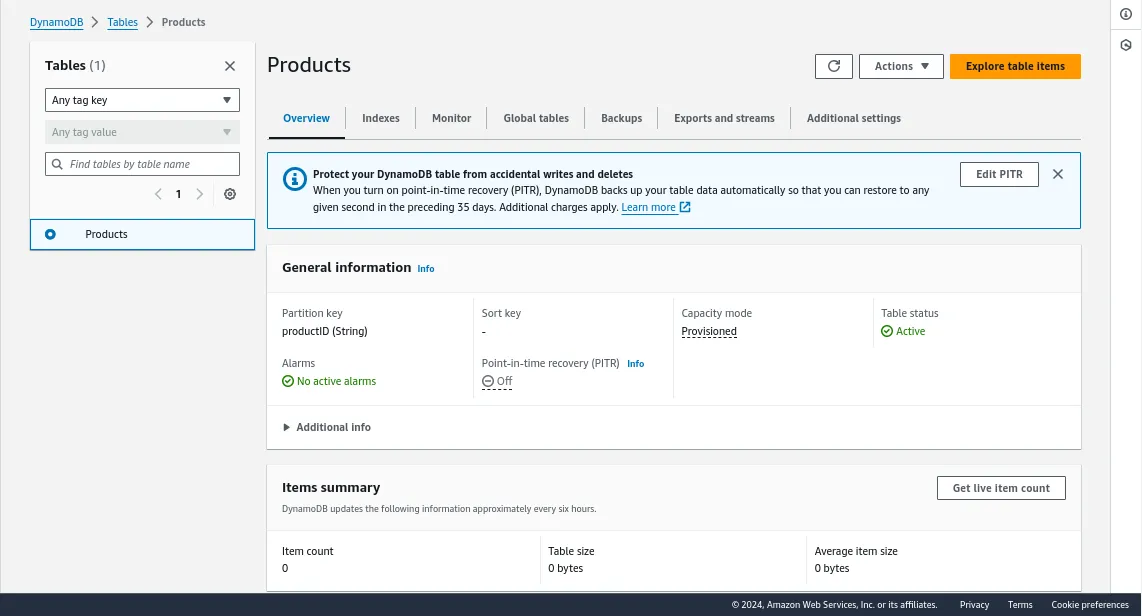 DynamoDB > Tables > Products
Tables (1)
Any tag key
Any tag value
Find tables by table name
1
Products
Products
Actions
Explore table items
Overview
Indexes
Monitor
Global tables
Backups
Exports and streams
Additional settings
Protect your DynamoDB table from accidental writes and deletes
When you turn on point-in-time recovery (PITR), DynamoDB backs up your table data automatically so that you can restore to any
given second in the preceding 35 days. Additional charges apply. Learn more
Edit PITR
General information Info
Partition key
productID (String)
Sort key
-
Capacity mode
Provisioned
Table status
Active
Alarms
No active alarms
Point-in-time recovery (PITR) Info
Off
Additional info
Items summary
Get live item count
DynamoDB updates the following information approximately every six hours.
Item count
0
Table size
0 bytes
Average item size
0 bytes
© 2024, Amazon Web Services, Inc. or its affiliates.
Privacy
Terms
Cookie preferences